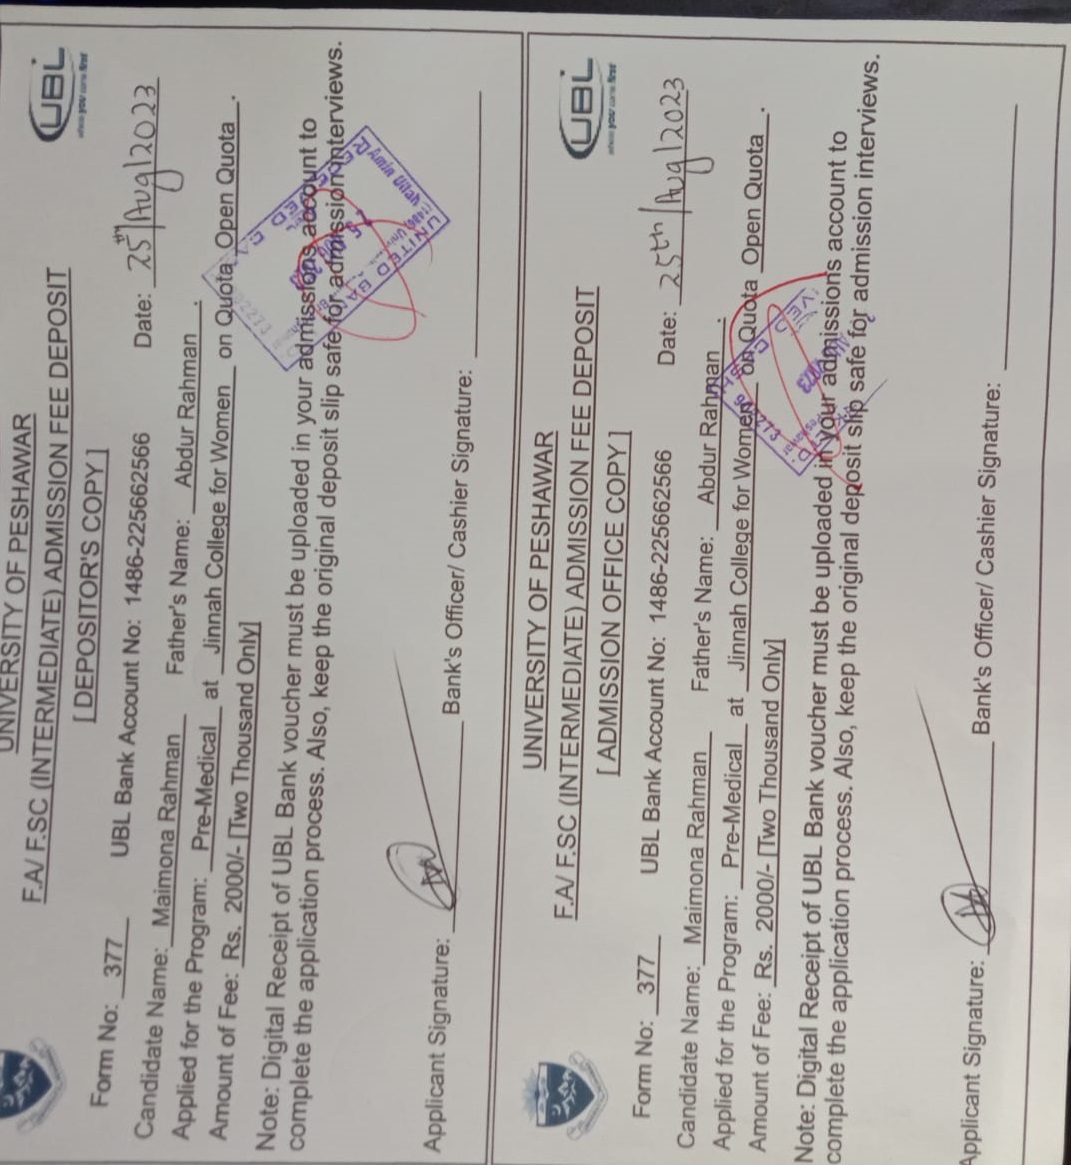 UBL
where you come first
UNIVERSITY OF PESHAWAR
F.A/ F.SC (INTERMEDIATE) ADMISSION FEE DEPOSIT
[ DEPOSITOR'S COPY ]
Form No: 377 UBL Bank Account No: 1486-225662566 Date: 25th/Aug/2023
Candidate Name: Maimona Rahman Father's Name: Abdur Rahman .
Applied for the Program: Pre-Medical at Jinnah College for Women on Quota Open Quota .
Amount of Fee: Rs. 2000/- [Two Thousand Only]
Note: Digital Receipt of UBL Bank voucher must be uploaded in your admissions account to
complete the application process. Also, keep the original deposit slip safe for admission interviews.
UNITED BANK
RECEIVED
Amin Ullah
Applicant Signature: Bank's Officer/ Cashier Signature:
UBL
where you come first
UNIVERSITY OF PESHAWAR
F.A/ F.SC (INTERMEDIATE) ADMISSION FEE DEPOSIT
[ ADMISSION OFFICE COPY ]
Form No: 377 UBL Bank Account No: 1486-225662566 Date: 25th/Aug/2023
Candidate Name: Maimona Rahman Father's Name: Abdur Rahman .
Applied for the Program: Pre-Medical at Jinnah College for Women on Quota Open Quota .
Amount of Fee: Rs. 2000/- [Two Thousand Only]
Note: Digital Receipt of UBL Bank voucher must be uploaded in your admissions account to
complete the application process. Also, keep the original deposit slip safe for admission interviews.
Applicant Signature: Bank's Officer/ Cashier Signature: